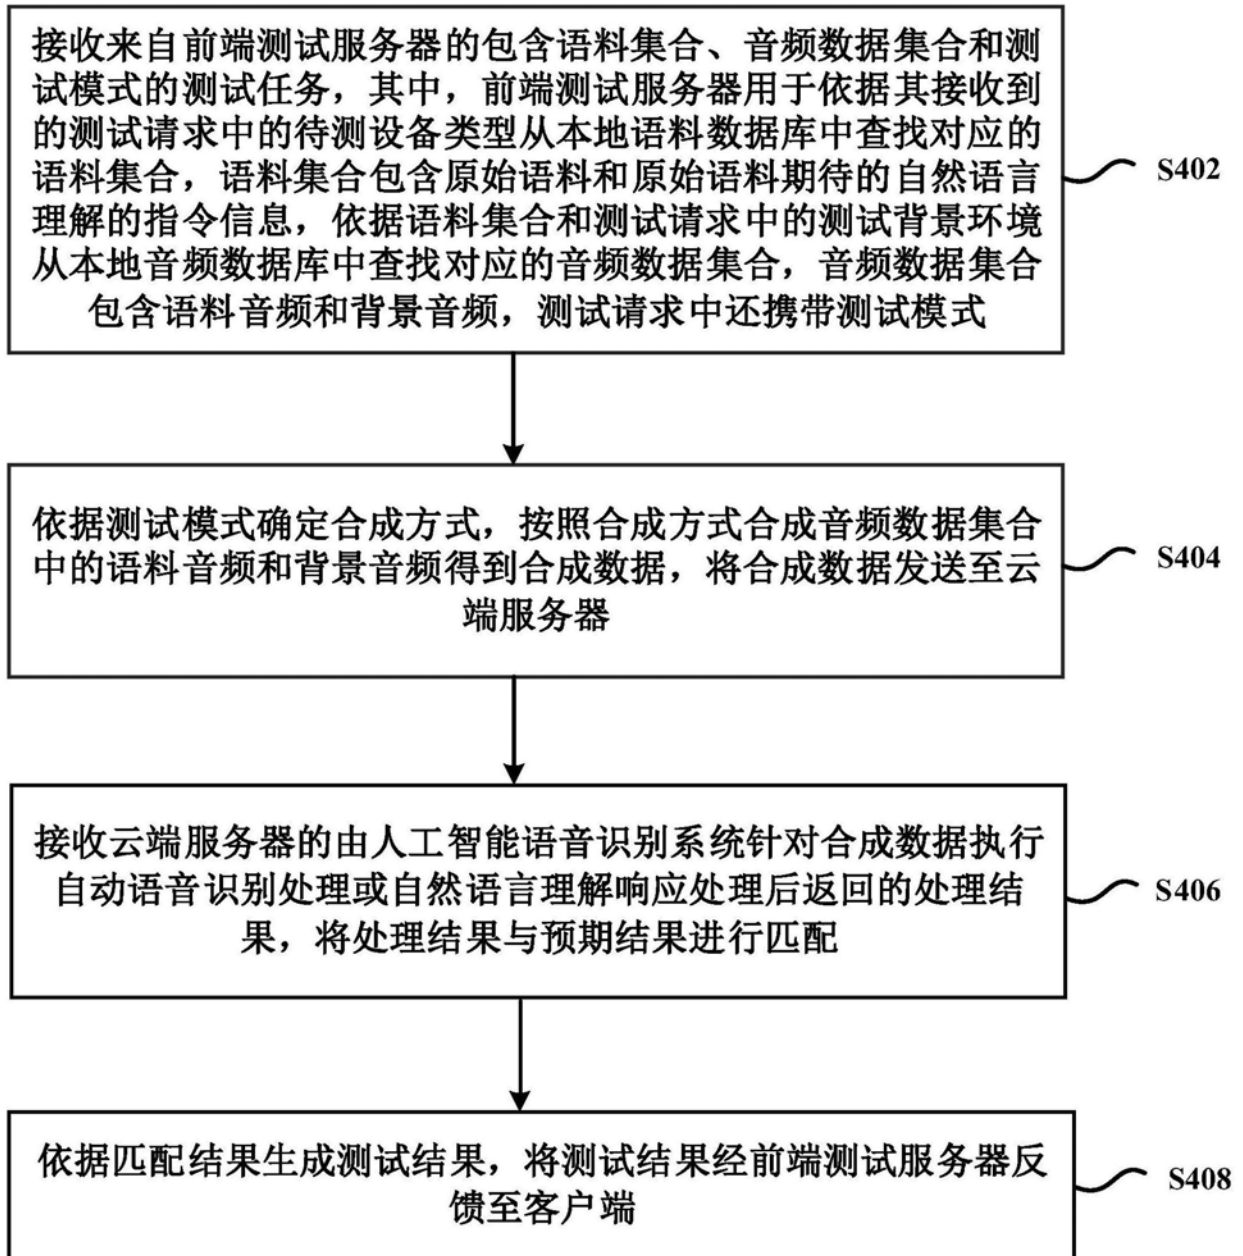 接收来自前端测试服务器的包含语料集合、音频数据集合和测
试模式的测试任务，其中，前端测试服务器用于依据其接收到
的测试请求中的待测设备类型从本地语料数据库中查找对应的
语料集合，语料集合包含原始语料和原始语料期待的自然语言
理解的指令信息，依据语料集合和测试请求中的测试背景环境
从本地音频数据库中查找对应的音频数据集合，音频数据集合
包含语料音频和背景音频，测试请求中还携带测试模式
S402
依据测试模式确定合成方式，按照合成方式合成音频数据集合
中的语料音频和背景音频得到合成数据，将合成数据发送至云
端服务器
S404
接收云端服务器的由人工智能语音识别系统针对合成数据执行
自动语音识别处理或自然语言理解响应处理后返回的处理结
果，将处理结果与预期结果进行匹配
S406
依据匹配结果生成测试结果，将测试结果经前端测试服务器反
馈至客户端
S408